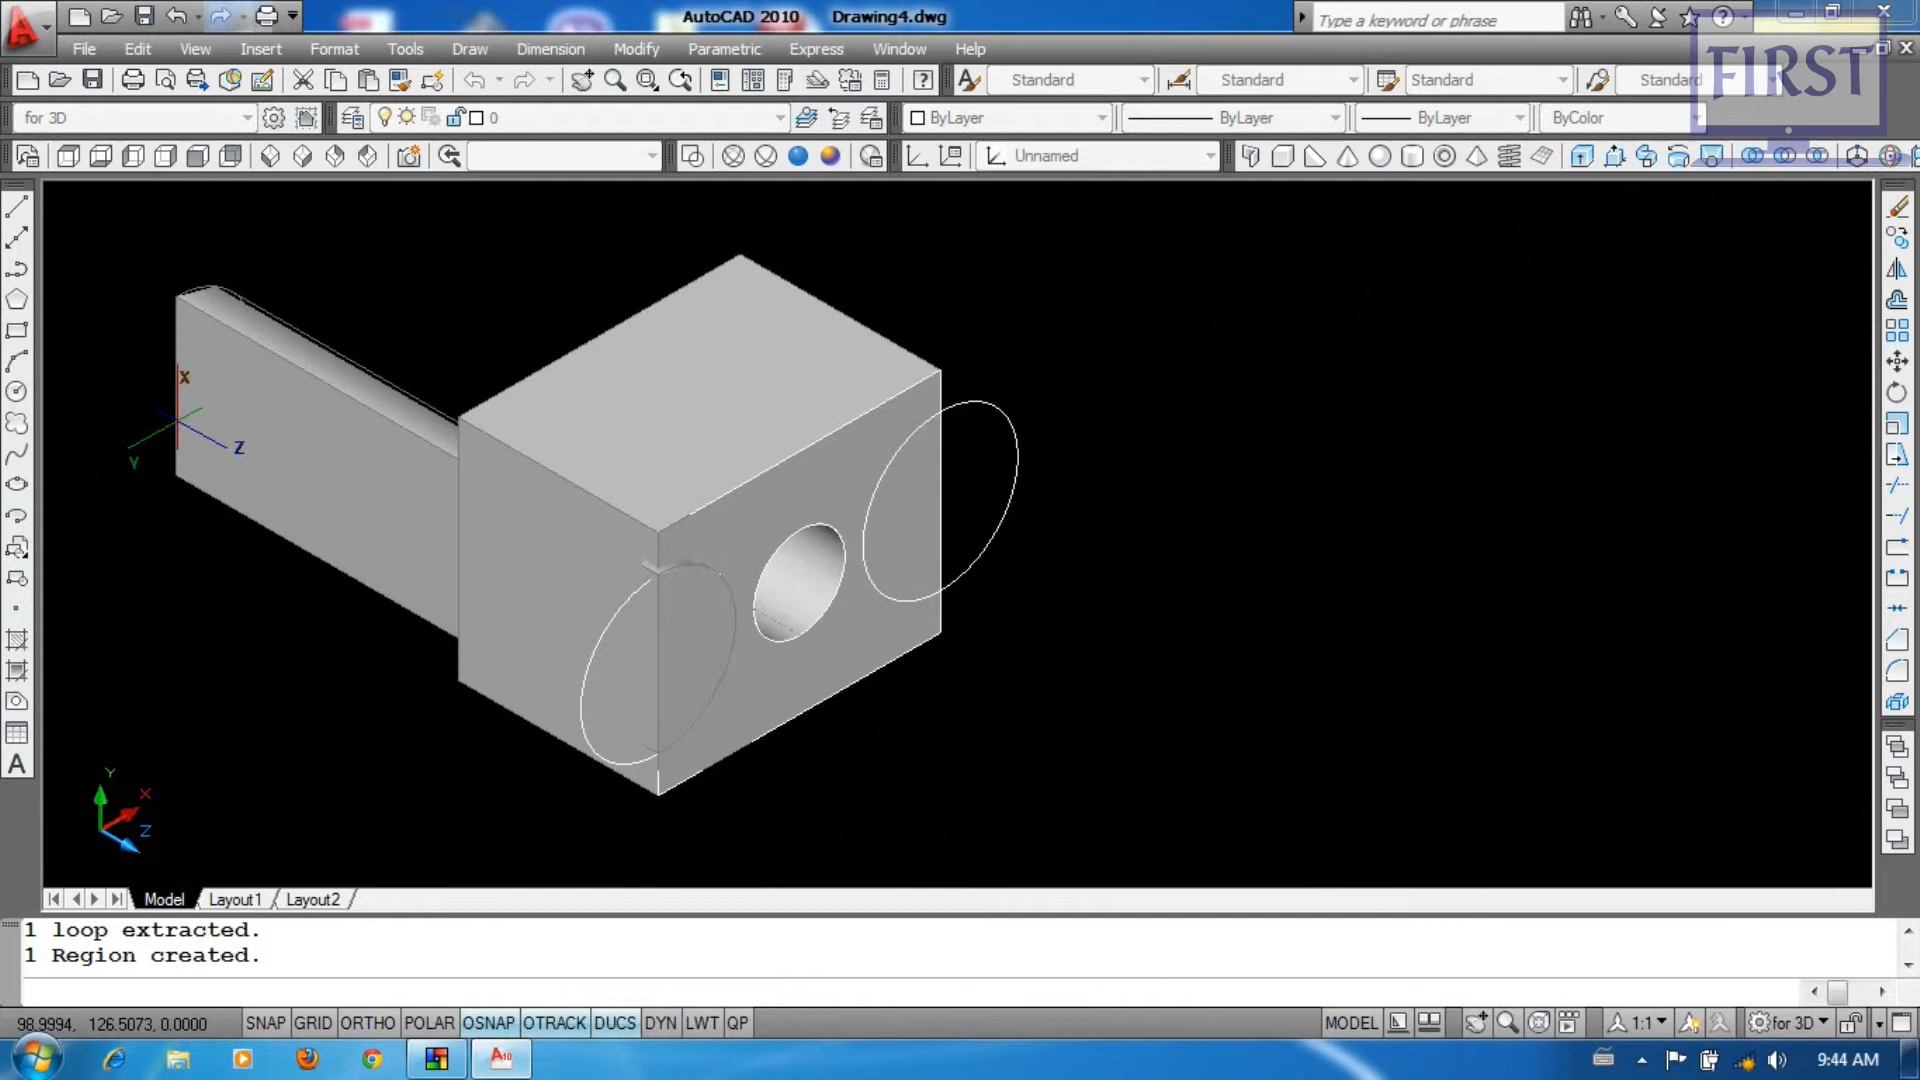 AutoCAD 2010 Drawing4.dwg
Type a keyword or phrase
File Edit View Insert Format Tools Draw Dimension Modify Parametric Express Window Help
FIRST
Standard Standard Standard Standard
for 3D 0 ByLayer ByLayer ByLayer ByColor
Unnamed
X
Y Z
Y X
Z
Model Layout1 Layout2
1 loop extracted.
1 Region created.
98.9994, 126.5073, 0.0000 SNAP GRID ORTHO POLAR OSNAP OTRACK DUCS DYN LWT QP MODEL 1:1 for 3D
9:44 AM